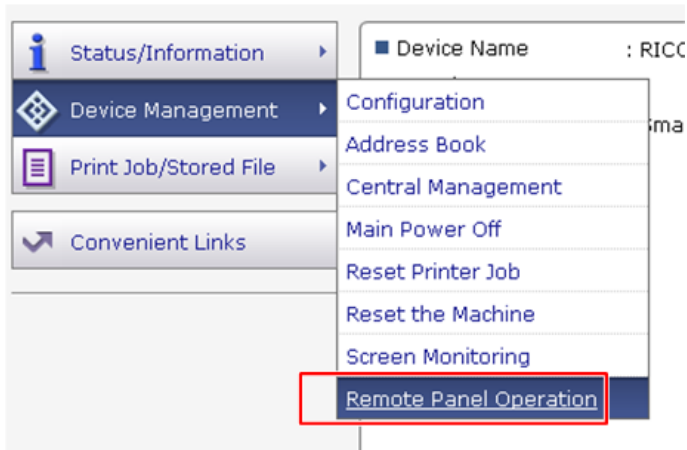 Status/Information
Device Name : RICO
Device Management
Configuration
Address Book
Print Job/Stored File
Central Management
Main Power Off
Convenient Links
Reset Printer Job
Reset the Machine
Screen Monitoring
Remote Panel Operation